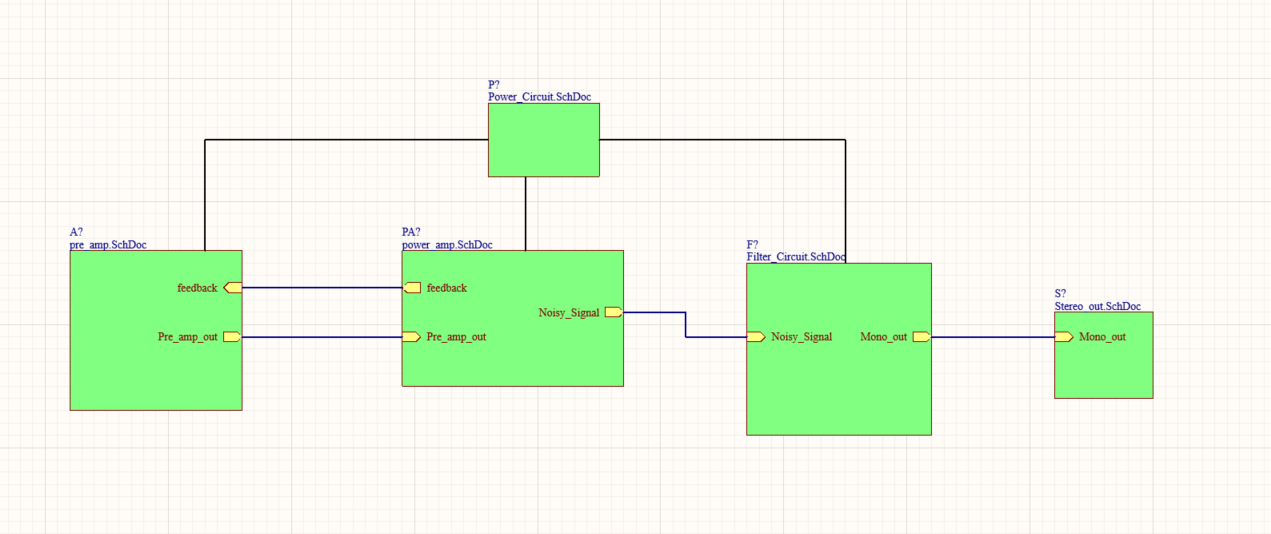 P?
Power_Circuit.SchDoc
A?
pre_amp.SchDoc
feedback
Pre_amp_out
PA?
power_amp.SchDoc
feedback
Noisy_Signal
Pre_amp_out
F?
Filter_Circuit.SchDoc
Noisy_Signal
Mono_out
S?
Stereo_out.SchDoc
Mono_out